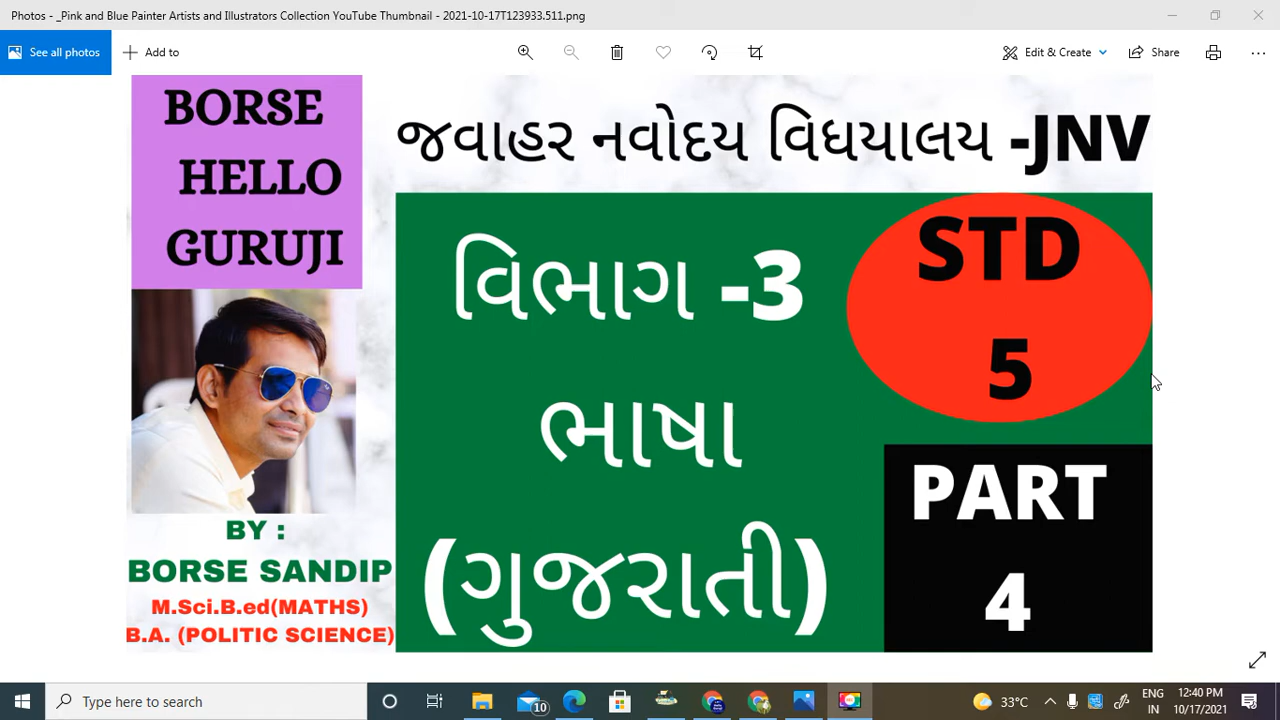 Photos - _Pink and Blue Painter Artists and Illustrators Collection YouTube Thumbnail - 2021-10-17T123933.511.png
See all photos
Add to
Edit & Create
Share
BORSE
HELLO
GURUJI
જવાહર નવોદય વિધયાલય -JNV
વિભાગ -3
ભાષા
(ગુજરાતી)
STD
5
PART
4
BY :
BORSE SANDIP
M.Sci.B.ed(MATHS)
B.A. (POLITIC SCIENCE)
Type here to search
10
33°C
ENG
IN
12:40 PM
10/17/2021